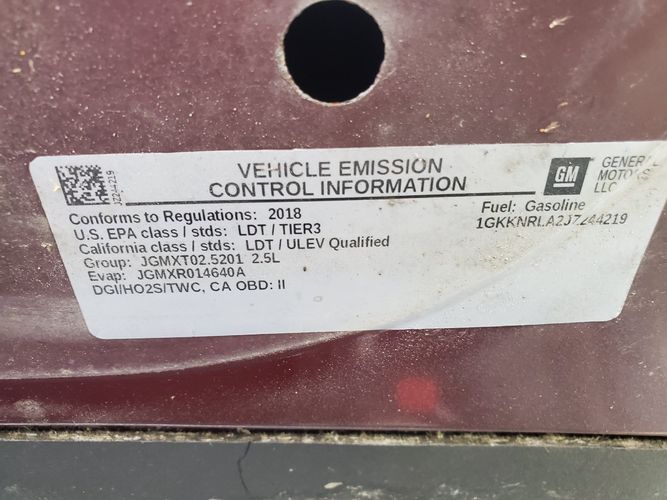 JZ244219
VEHICLE EMISSION
CONTROL INFORMATION
GM
GENERAL
MOTORS
LLC
Conforms to Regulations: 2018
U.S. EPA class / stds: LDT / TIER3
California class / stds: LDT / ULEV Qualified
Group: JGMXT02.5201 2.5L
Evap: JGMXR014640A
DGI/HO2S/TWC, CA OBD: II
Fuel: Gasoline
1GKKNRLA2JZ244219